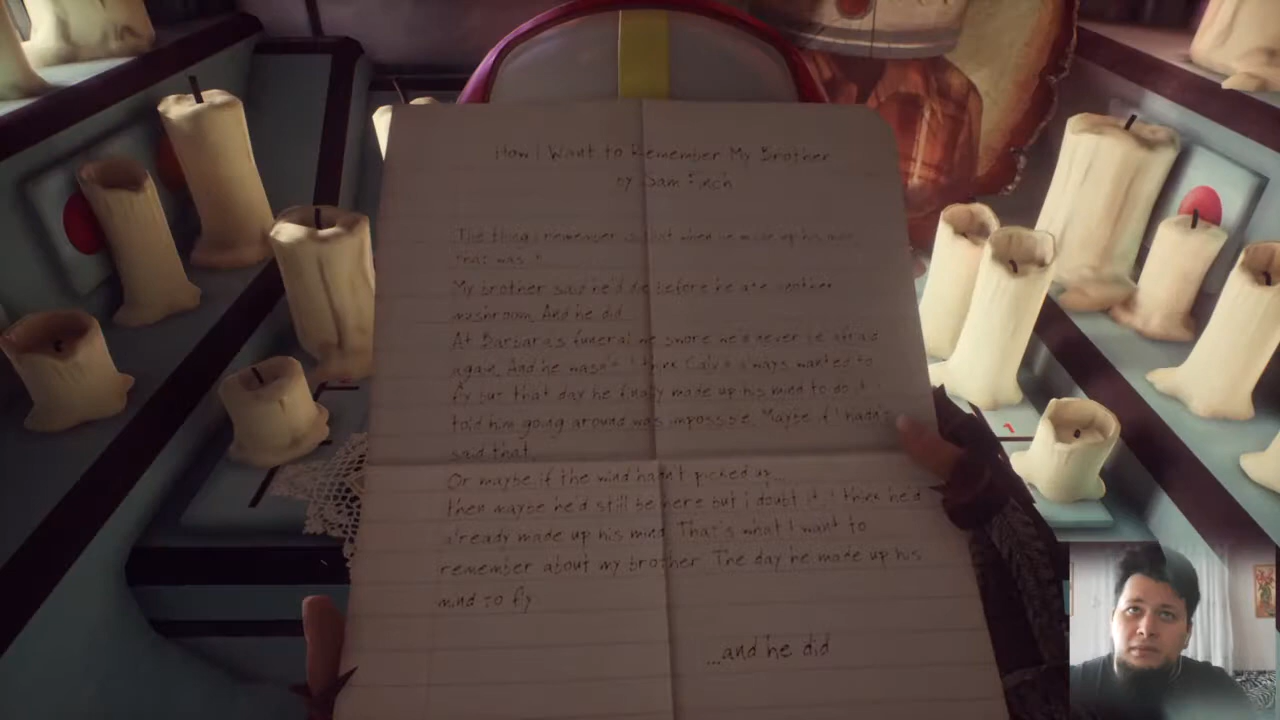 How I Want to Remember My Brother
by Sam Finch
The thing I remember is that when he made up his mind
that was it
My brother said he'd die before he ate another
mushroom. And he did.
At Barbara's funeral we swore we'd never be afraid
again. And he wasn't. I think Calvin always wanted to
fly but that day he finally made up his mind to do it. I
told him going around was impossible. Maybe if I hadn't
said that.
Or maybe if the wind hadn't picked up...
then maybe he'd still be here but i doubt it. I think he'd
already made up his mind. That's what I want to
remember about my brother. The day he made up his
mind to fly
...and he did